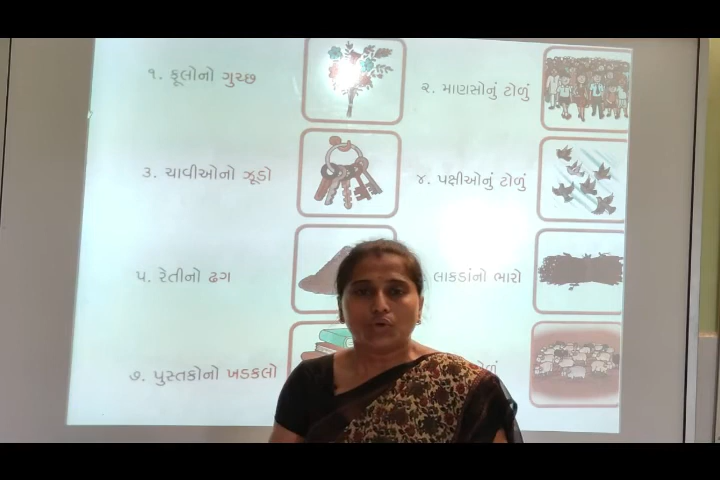 ૧. ફૂલોનો ગુચ્છ
૨. માણસોનું ટોળું
૩. ચાવીઓનો ઝૂડો
૪. પક્ષીઓનું ટોળું
૫. રેતીનો ઢગ
લાકડાંનો ભારો
૭. પુસ્તકોનો ખડકલો